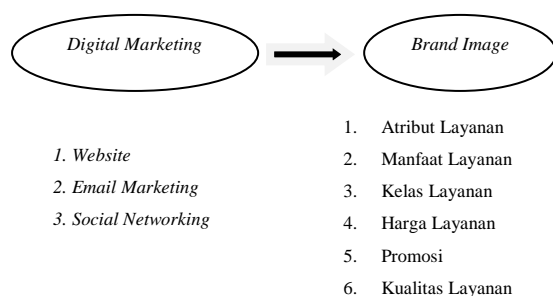 Digital Marketing
Brand Image
1. Website
2. Email Marketing
3. Social Networking
1. Atribut Layanan
2. Manfaat Layanan
3. Kelas Layanan
4. Harga Layanan
5. Promosi
6. Kualitas Layanan